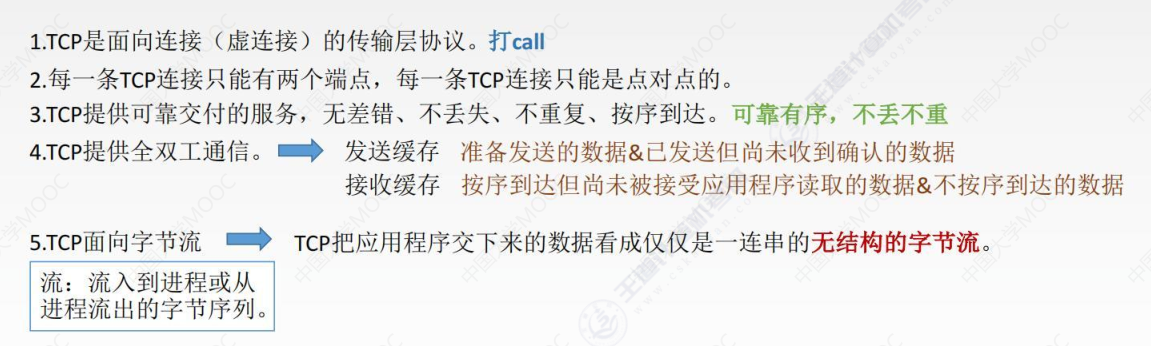 1.TCP是面向连接（虚连接）的传输层协议。打call
2.每一条TCP连接只能有两个端点，每一条TCP连接只能是点对点的。
3.TCP提供可靠交付的服务，无差错、不丢失、不重复、按序到达。可靠有序，不丢不重
4.TCP提供全双工通信。 发送缓存 准备发送的数据&已发送但尚未收到确认的数据
接收缓存 按序到达但尚未被接受应用程序读取的数据&不按序到达的数据
5.TCP面向字节流 TCP把应用程序交下来的数据看成仅仅是一连串的无结构的字节流。
流：流入到进程或从
进程流出的字节序列。